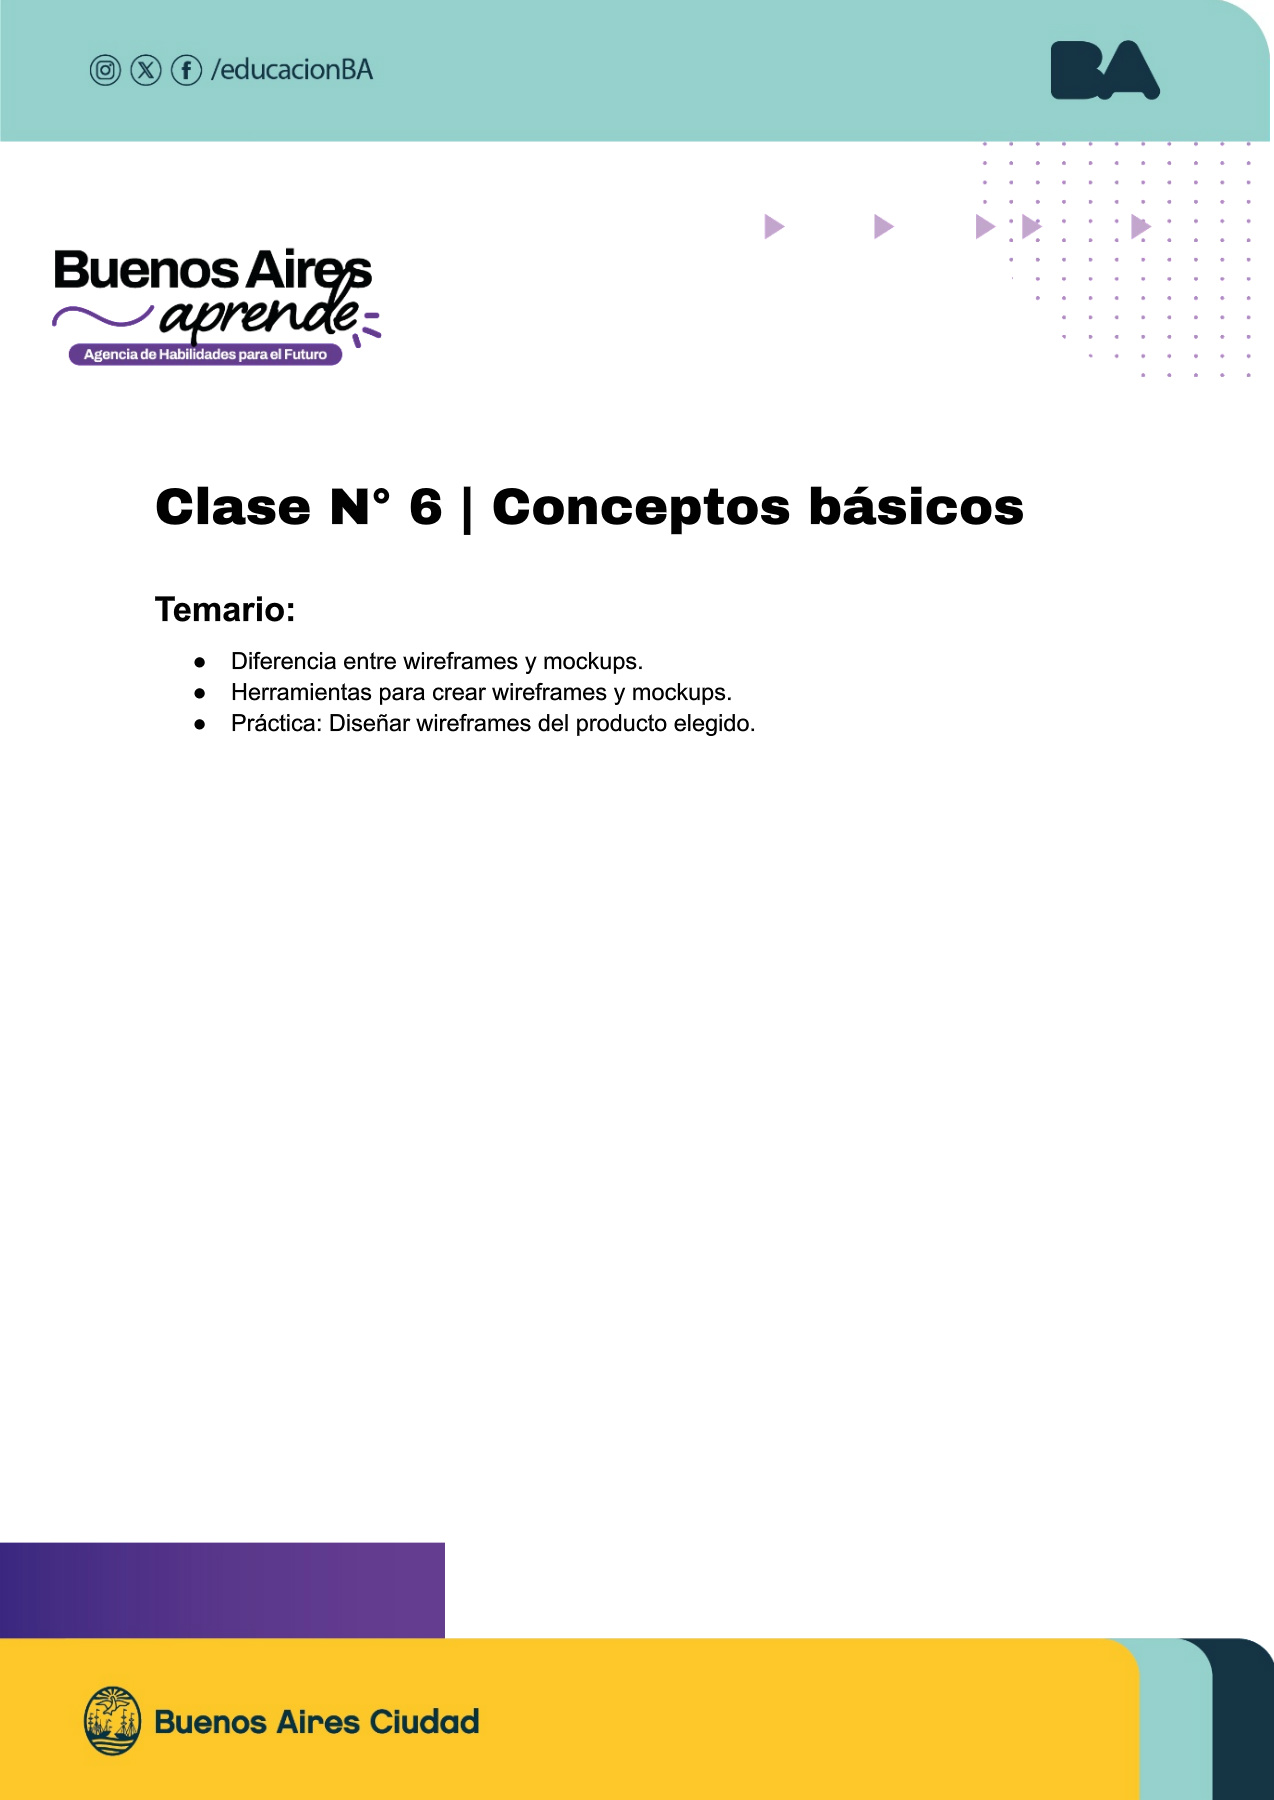 /educacionBA
BA
Buenos Aires
aprende
Agencia de Habilidades para el Futuro
Clase N° 6 | Conceptos básicos
Temario:
● Diferencia entre wireframes y mockups.
● Herramientas para crear wireframes y mockups.
● Práctica: Diseñar wireframes del producto elegido.
Buenos Aires Ciudad